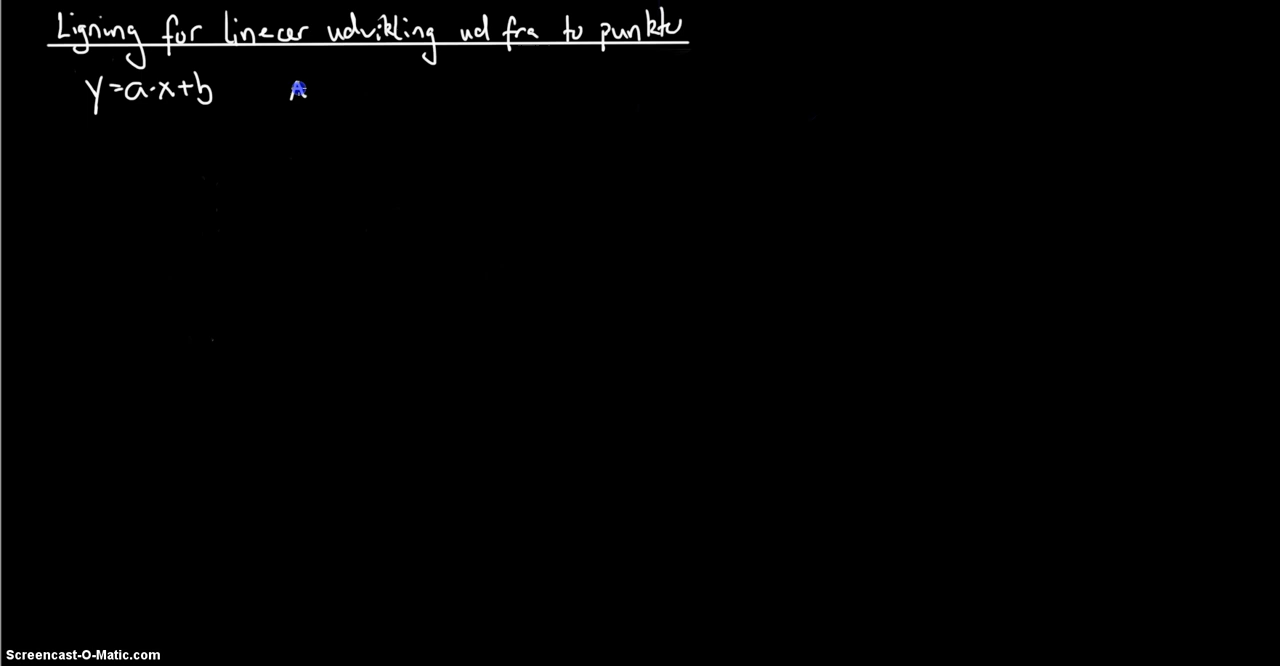 Ligning for lineær udvikling ud fra to punkter
y=a·x+b A
Screencast-O-Matic.com